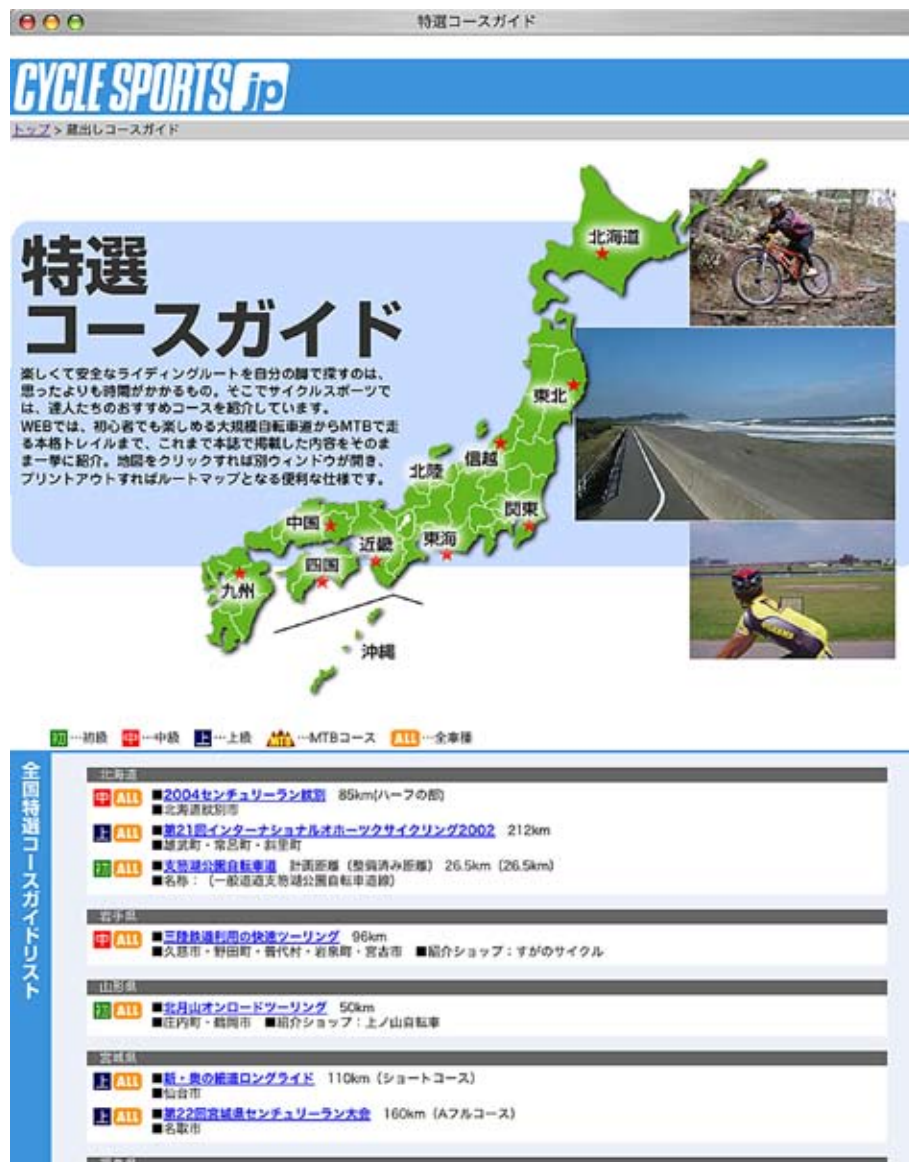 特選コースガイド
CYCLE SPORTS.jp
トップ > 蔵出しコースガイド
特選
コースガイド
楽しくて安全なライディングルートを自分の脚で探すのは、
思ったよりも時間がかかるもの。そこでサイクルスポーツで
は、達人たちのおすすめコースを紹介しています。
WEBでは、初心者でも楽しめる大規模自転車道からMTBで走
る本格トレイルまで、これまで本誌で掲載した内容をそのま
ま一挙に紹介。地図をクリックすれば別ウィンドウが開き、
プリントアウトすればルートマップとなる便利な仕様です。
北海道
東北
信越
北陸
関東
中国
近畿
東海
四国
九州
沖縄
初…初級 中…中級 上…上級 MTB…MTBコース ALL…全車種
全国特選コースガイドリスト
北海道
中 ALL ■2004センチュリーラン紋別 85km(ハーフの部)
■北海道紋別市
上 ALL ■第21回インターナショナルオホーツクサイクリング2002 212km
■雄武町・常呂町・斜里町
初 ALL ■支笏湖公園自転車道 計画距離（整備済み距離） 26.5km（26.5km）
■名称：（一般道道支笏湖公園自転車道線）
岩手県
中 ALL ■三陸鉄道利用の快速ツーリング 96km
■久慈市・野田町・普代村・岩泉町・宮古市 ■紹介ショップ：すがのサイクル
山形県
初 ALL ■北月山オンロードツーリング 50km
■庄内町・鶴岡市 ■紹介ショップ：上ノ山自転車
宮城県
上 ALL ■新・奥の細道ロングライド 110km（ショートコース）
■仙台市
上 ALL ■第22回宮城県センチュリーラン大会 160km（Aフルコース）
■名取市